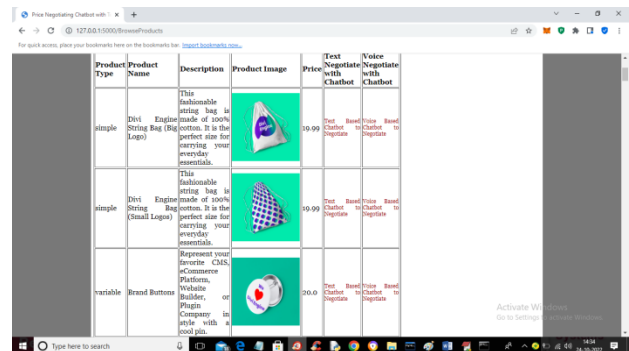 Price Negotiating Chatbot with T
127.0.0.1:5000/BrowseProducts
For quick access, place your bookmarks here on the bookmarks bar. Import bookmarks now...
Product Type
Product Name
Description
Product Image
Price
Text Negotiate with Chatbot
Voice Negotiate with Chatbot
simple
Divi Engine
String Bag (Big
Logo)
This
fashionable
string bag is
made of 100%
cotton. It is the
perfect size for
carrying your
everyday
essentials.
19.99
Text Based
Chatbot to
Negotiate
Voice Based
Chatbot to
Negotiate
simple
Divi Engine
String Bag
(Small Logos)
This
fashionable
string bag is
made of 100%
cotton. It is the
perfect size for
carrying your
everyday
essentials.
19.99
Text Based
Chatbot to
Negotiate
Voice Based
Chatbot to
Negotiate
variable
Brand Buttons
Represent your
favorite CMS,
eCommerce
Platform,
Website
Builder, or
Plugin
Company in
style with a
cool pin.
20.0
Text Based
Chatbot to
Negotiate
Voice Based
Chatbot to
Negotiate
Activate Windows
Go to Settings to activate Windows.
Type here to search
14:34
24-10-2022